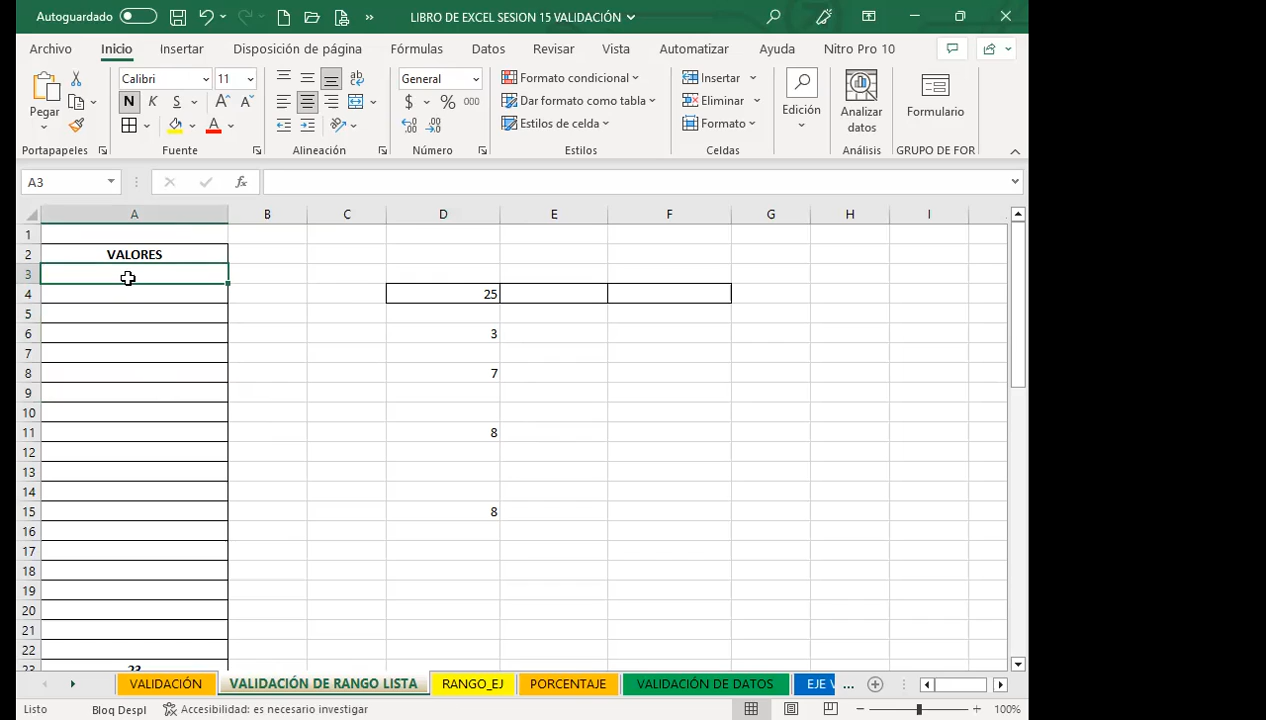 Autoguardado
LIBRO DE EXCEL SESION 15 VALIDACIÓN
Archivo Inicio Insertar Disposición de página Fórmulas Datos Revisar Vista Automatizar Ayuda Nitro Pro 10
Pegar
Calibri 11
N K S A A
A
General
$ % 000
Formato condicional
Dar formato como tabla
Estilos de celda
Insertar
Eliminar
Formato
Edición
Analizar datos
Formulario
Portapapeles Fuente Alineación Número Estilos Celdas Análisis GRUPO DE FOR
A3 fx
A B C D E F G H I
1
2 VALORES
3
4 25
5
6 3
7
8 7
9
10
11 8
12
13
14
15 8
16
17
18
19
20
21
22
23 23
VALIDACIÓN VALIDACIÓN DE RANGO LISTA RANGO_EJ PORCENTAJE VALIDACIÓN DE DATOS EJE ...
Listo Bloq Despl Accesibilidad: es necesario investigar 100%